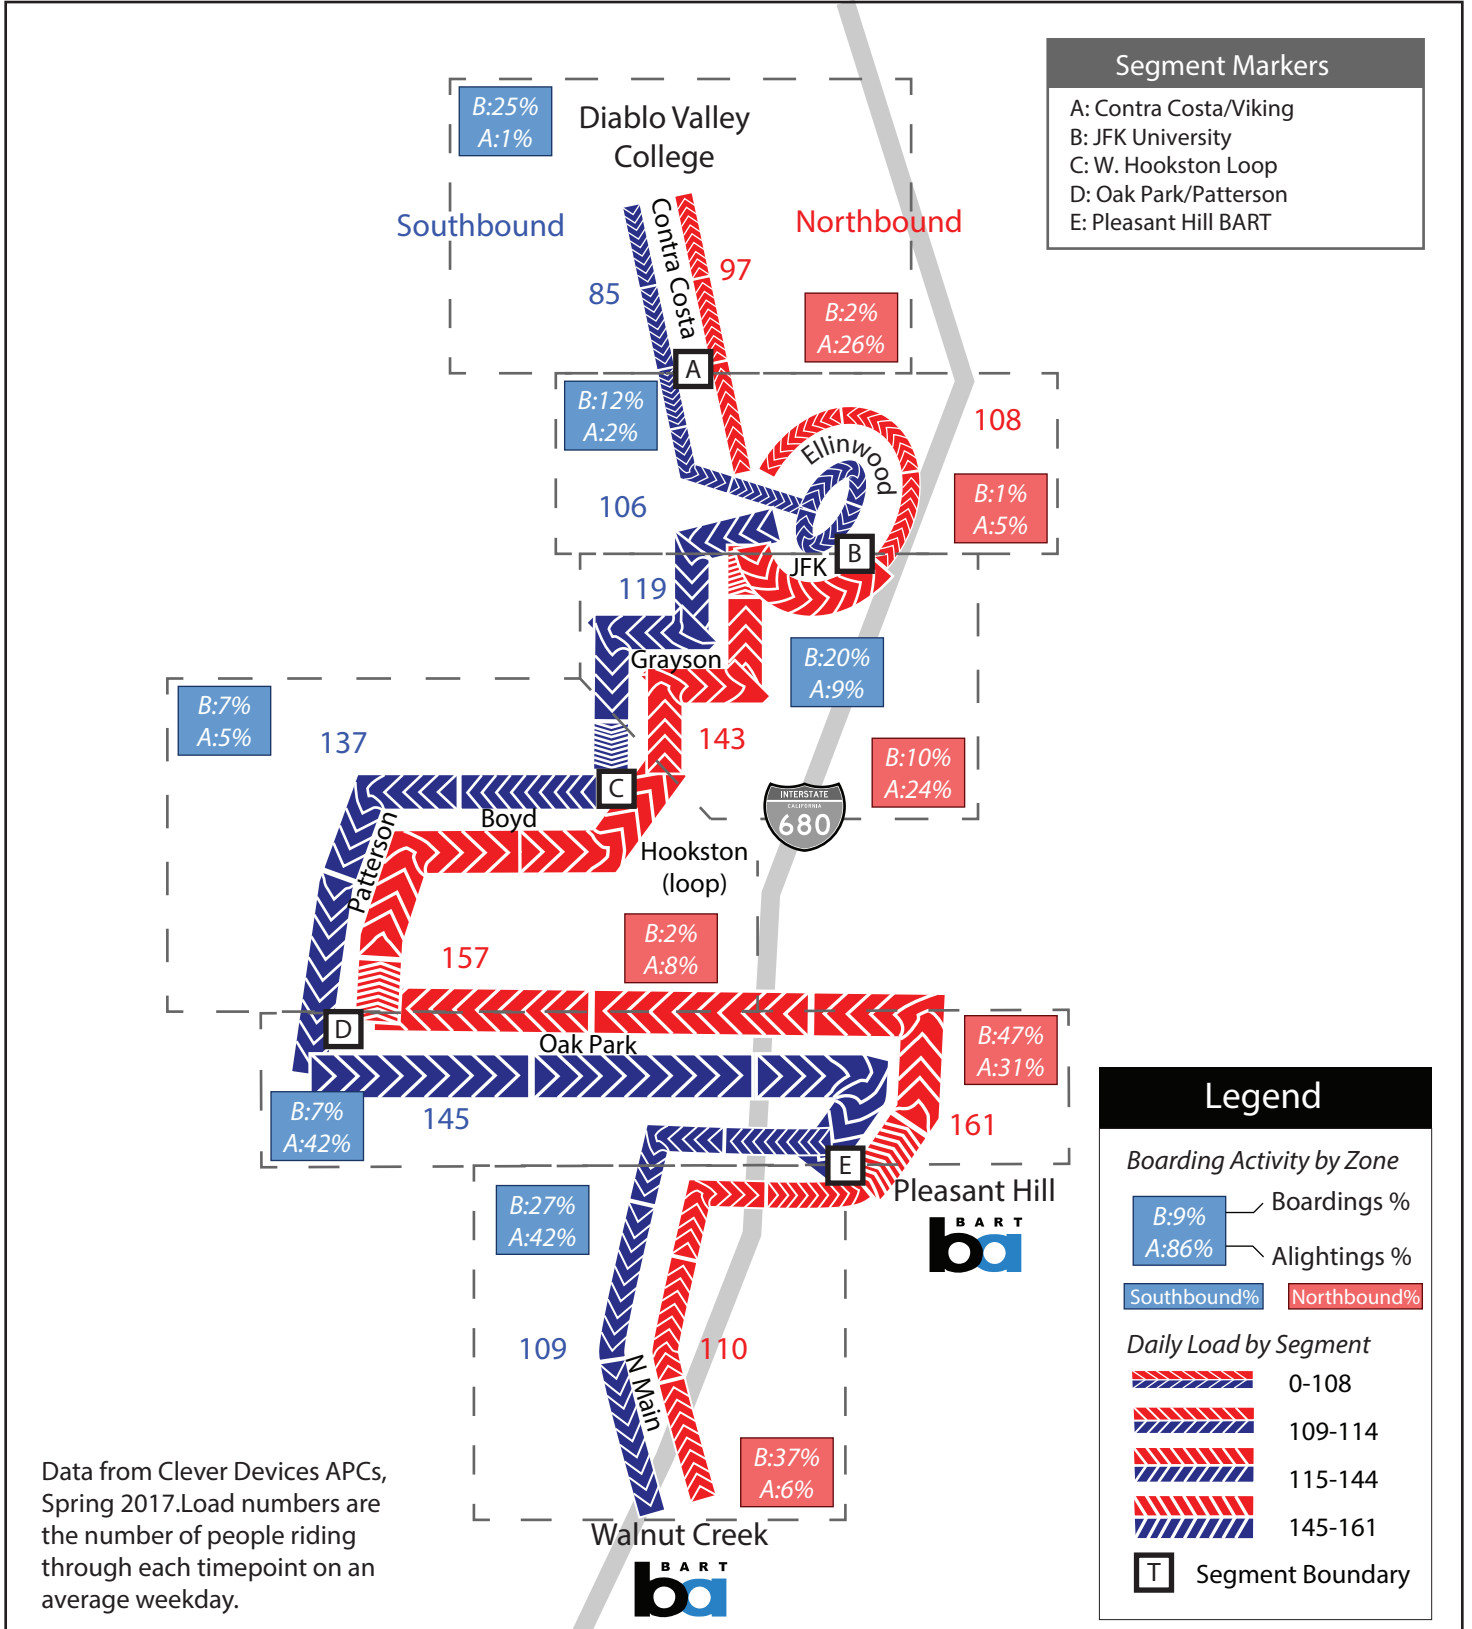 Segment Markers
A: Contra Costa/Viking
B: JFK University
C: W. Hookston Loop
D: Oak Park/Patterson
E: Pleasant Hill BART
B:25%
A:1%
Diablo Valley
College
Southbound
Northbound
Contra Costa
97
85
B:2%
A:26%
A
B:12%
A:2%
108
Ellinwood
106
B:1%
A:5%
B
JFK
119
Grayson
B:20%
A:9%
B:7%
A:5%
137
143
B:10%
A:24%
C
INTERSTATE
CALIFORNIA
680
Boyd
Patterson
Hookston
(loop)
B:2%
A:8%
157
D
Oak Park
B:47%
A:31%
B:7%
A:42%
145
161
E
Pleasant Hill
BART
ba
B:27%
A:42%
109
110
N Main
B:37%
A:6%
Walnut Creek
BART
ba
Data from Clever Devices APCs,
Spring 2017.Load numbers are
the number of people riding
through each timepoint on an
average weekday.
Legend
Boarding Activity by Zone
B:9%
A:86%
Boardings %
Alightings %
Southbound%
Northbound%
Daily Load by Segment
0-108
109-114
115-144
145-161
T
Segment Boundary